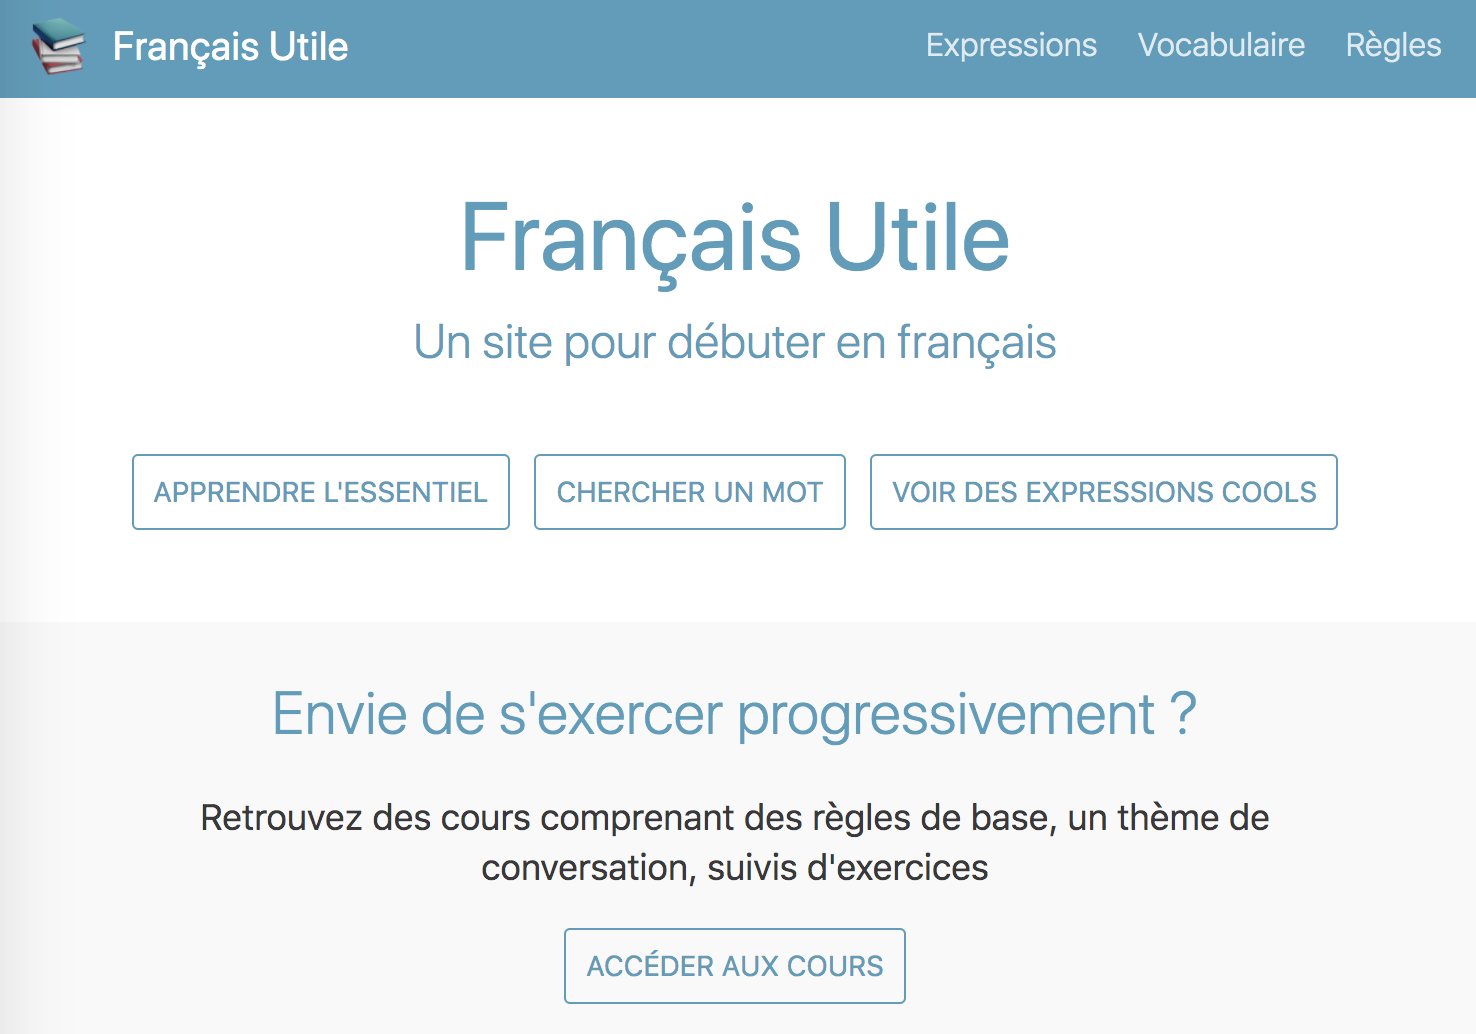 Français Utile
Expressions
Vocabulaire
Règles
Français Utile
Un site pour débuter en français
APPRENDRE L'ESSENTIEL
CHERCHER UN MOT
VOIR DES EXPRESSIONS COOLS
Envie de s'exercer progressivement ?
Retrouvez des cours comprenant des règles de base, un thème de
conversation, suivis d'exercices
ACCÉDER AUX COURS